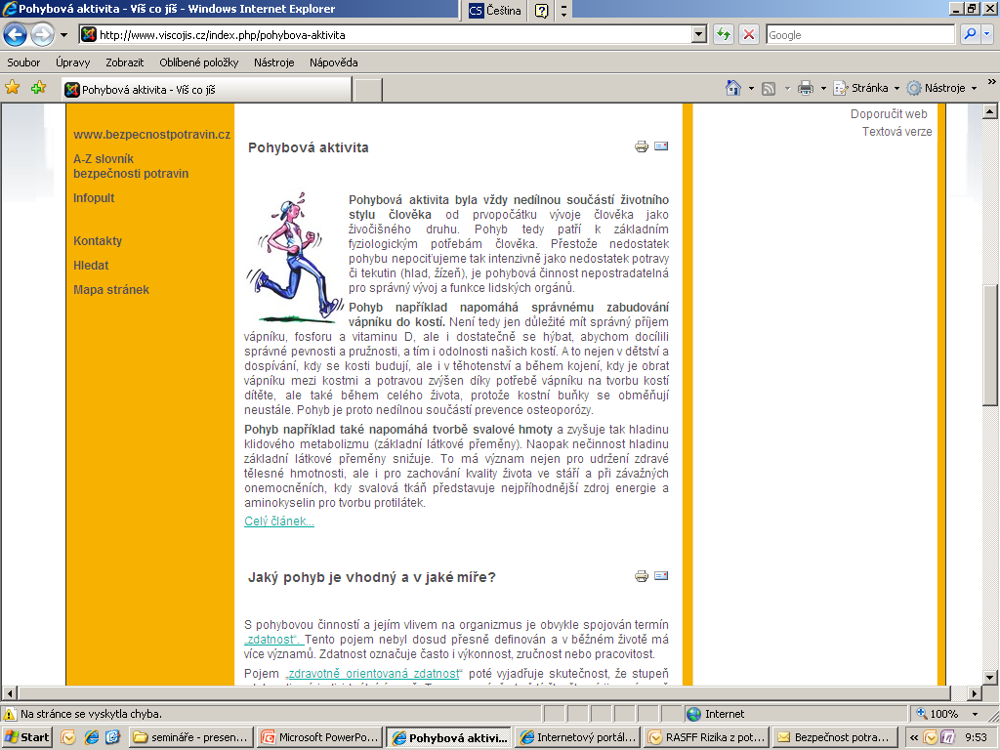 Pohybová aktivita - Víš co jíš - Windows Internet Explorer
CS Čeština
http://www.viscojis.cz/index.php/pohybova-aktivita
Google
Soubor Úpravy Zobrazit Oblíbené položky Nástroje Nápověda
Pohybová aktivita - Víš co jíš
Stránka
Nástroje
Doporučit web
Textová verze
www.bezpecnostpotravin.cz
A-Z slovník
bezpečnosti potravin
Infopult
Kontakty
Hledat
Mapa stránek
Pohybová aktivita
Pohybová aktivita byla vždy nedílnou součástí životního
stylu člověka od prvopočátku vývoje člověka jako
živočišného druhu. Pohyb tedy patří k základním
fyziologickým potřebám člověka. Přestože nedostatek
pohybu nepociťujeme tak intenzivně jako nedostatek potravy
či tekutin (hlad, žízeň), je pohybová činnost nepostradatelná
pro správný vývoj a funkce lidských orgánů.
Pohyb například napomáhá správnému zabudování
vápníku do kostí. Není tedy jen důležité mít správný příjem
vápníku, fosforu a vitaminu D, ale i dostatečně se hýbat, abychom docílili
správné pevnosti a pružnosti, a tím i odolnosti našich kostí. A to nejen v dětství a
dospívání, kdy se kosti budují, ale i v těhotenství a během kojení, kdy je obrat
vápníku mezi kostmi a potravou zvýšen díky potřebě vápníku na tvorbu kostí
dítěte, ale také během celého života, protože kostní buňky se obměňují
neustále. Pohyb je proto nedílnou součástí prevence osteoporózy.
Pohyb například také napomáhá tvorbě svalové hmoty a zvyšuje tak hladinu
klidového metabolizmu (základní látkové přeměny). Naopak nečinnost hladinu
základní látkové přeměny snižuje. To má význam nejen pro udržení zdravé
tělesné hmotnosti, ale i pro zachování kvality života ve stáří a při závažných
onemocněních, kdy svalová tkáň představuje nejpříhodnější zdroj energie a
aminokyselin pro tvorbu protilátek.
Celý článek...
Jaký pohyb je vhodný a v jaké míře?
S pohybovou činností a jejím vlivem na organizmus je obvykle spojován termín
„zdatnost“. Tento pojem nebyl dosud přesně definován a v běžném životě má
více významů. Zdatnost označuje často i výkonnost, zručnost nebo pracovitost.
Pojem „zdravotně orientovaná zdatnost“ poté vyjadřuje skutečnost, že stupeň
Na stránce se vyskytla chyba.
Internet
100%
Start
semináře - presen...
Microsoft PowerPo...
Pohybová aktivi...
Internetový portál...
RASFF Rizika z pot...
Bezpečnost potra...
9:53